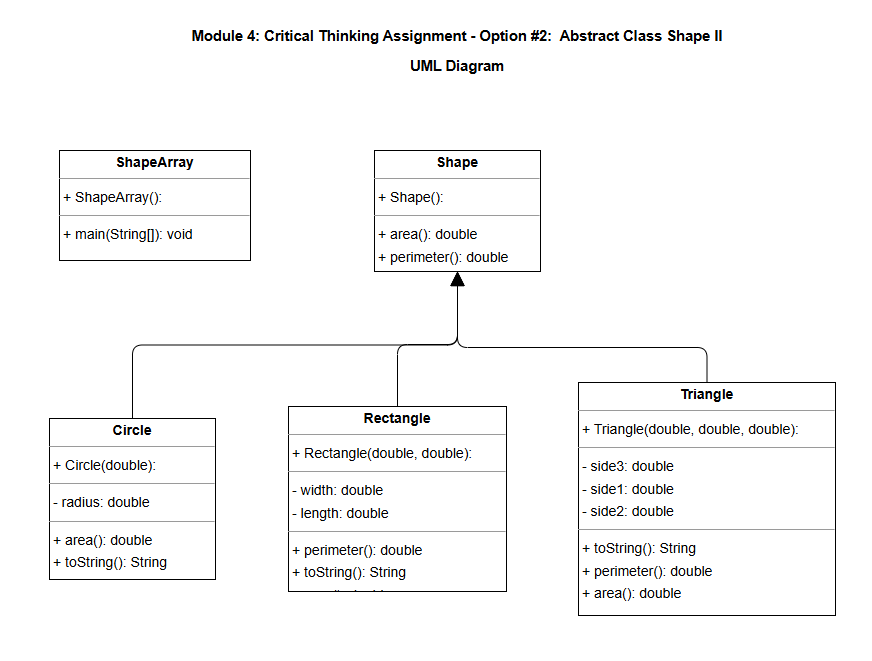 Module 4: Critical Thinking Assignment - Option #2:  Abstract Class Shape II
UML Diagram
ShapeArray
+ ShapeArray():
+ main(String[]): void
Shape
+ Shape():
+ area(): double
+ perimeter(): double
Circle
+ Circle(double):
- radius: double
+ area(): double
+ toString(): String
Rectangle
+ Rectangle(double, double):
- width: double
- length: double
+ perimeter(): double
+ toString(): String
Triangle
+ Triangle(double, double, double):
- side3: double
- side1: double
- side2: double
+ toString(): String
+ perimeter(): double
+ area(): double